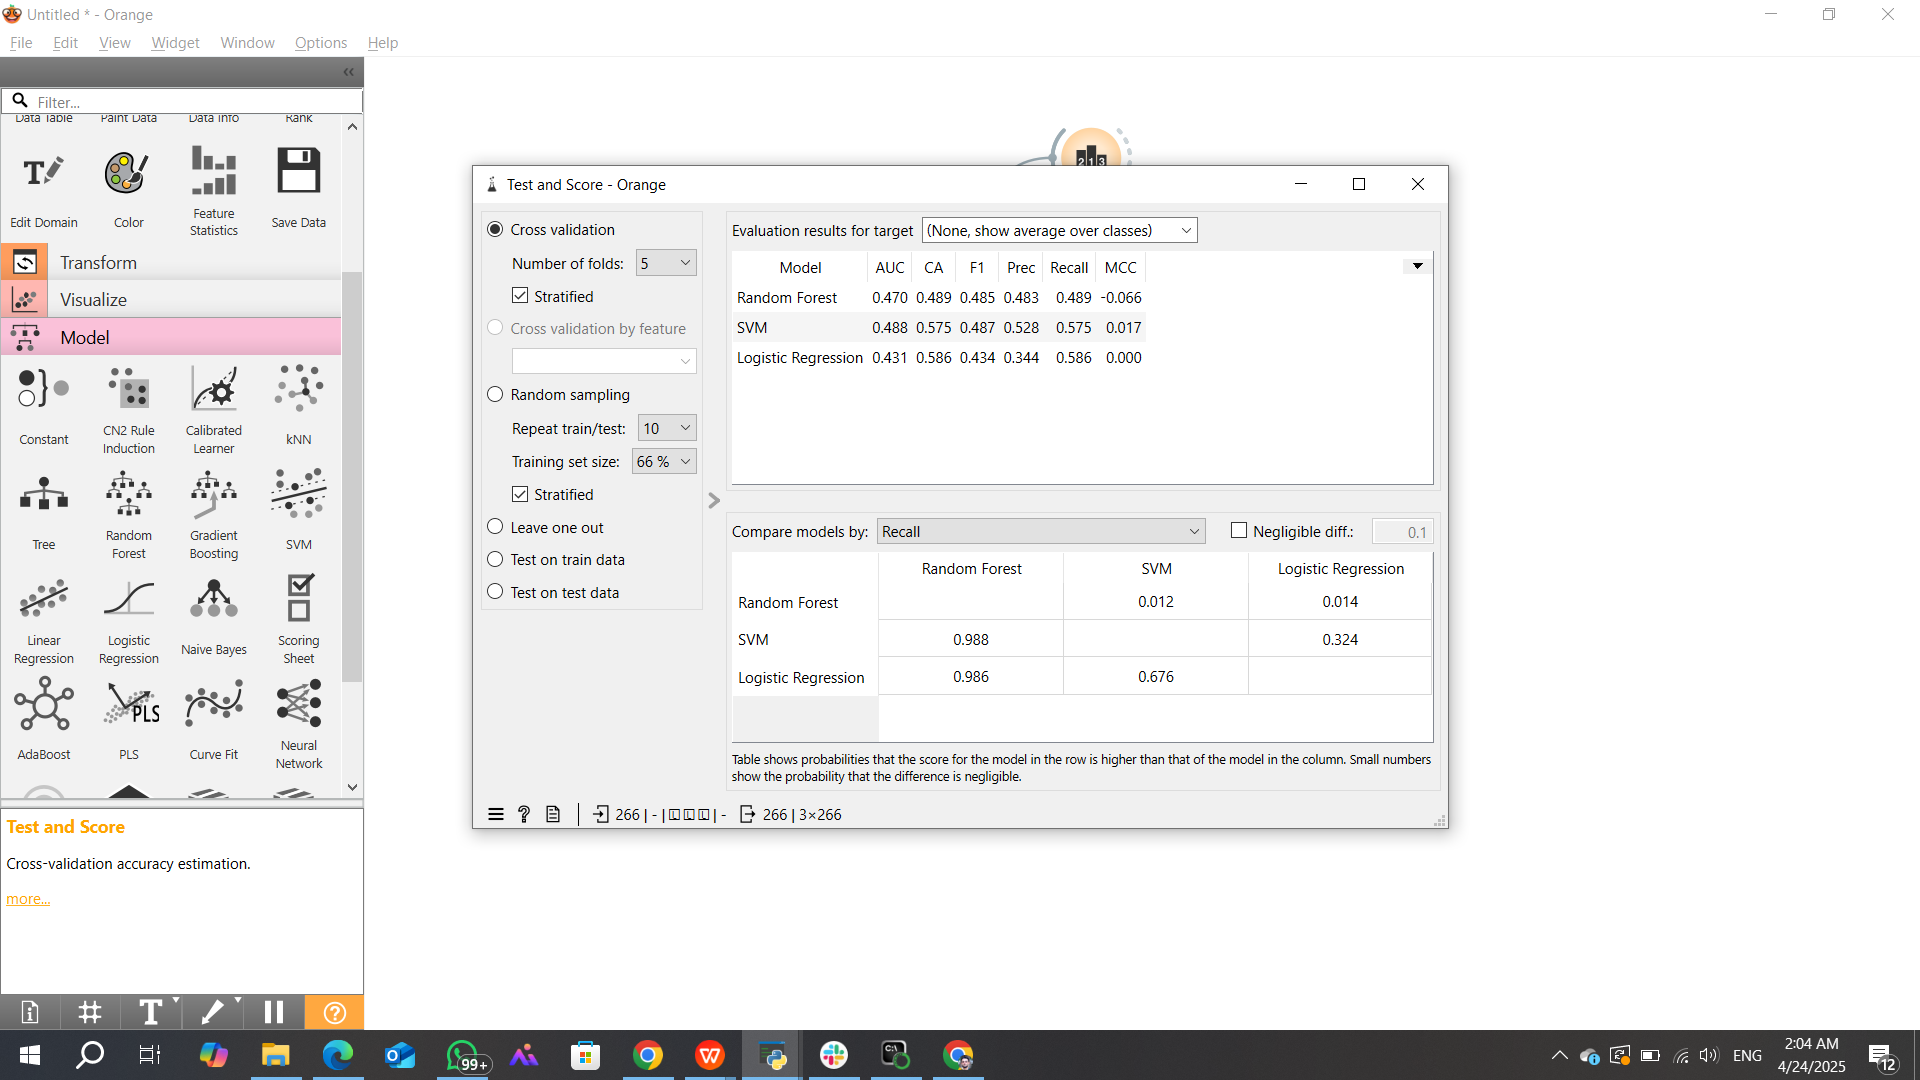 Untitled * - Orange
File Edit View Widget Window Options Help
Filter...
Data Table Paint Data Data Info Rank
Edit Domain Color Feature Statistics Save Data
Transform
Visualize
Model
Constant CN2 Rule Induction Calibrated Learner kNN
Tree Random Forest Gradient Boosting SVM
Linear Regression Logistic Regression Naive Bayes Scoring Sheet
PLS
AdaBoost PLS Curve Fit Neural Network
Test and Score
Cross-validation accuracy estimation.
more...
213
Test and Score - Orange
Cross validation
Number of folds: 5
Stratified
Cross validation by feature
Random sampling
Repeat train/test: 10
Training set size: 66 %
Stratified
Leave one out
Test on train data
Test on test data
Evaluation results for target (None, show average over classes)
Model AUC CA F1 Prec Recall MCC
Random Forest 0.470 0.489 0.485 0.483 0.489 -0.066
SVM 0.488 0.575 0.487 0.528 0.575 0.017
Logistic Regression 0.431 0.586 0.434 0.344 0.586 0.000
Compare models by: Recall Negligible diff.: 0.1
Random Forest SVM Logistic Regression
Random Forest 0.012 0.014
SVM 0.988 0.324
Logistic Regression 0.986 0.676
Table shows probabilities that the score for the model in the row is higher than that of the model in the column. Small numbers
show the probability that the difference is negligible.
266 | - | | - 266 | 3×266
99+
ENG
2:04 AM
4/24/2025
12